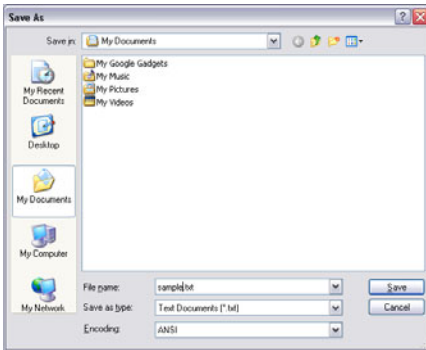 Save As
Save in: My Documents
My Google Gadgets
My Music
My Pictures
My Videos
My Recent
Documents
Desktop
My Documents
My Computer
My Network
File name: sample.txt Save
Save as type: Text Documents (*.txt) Cancel
Encoding: ANSI